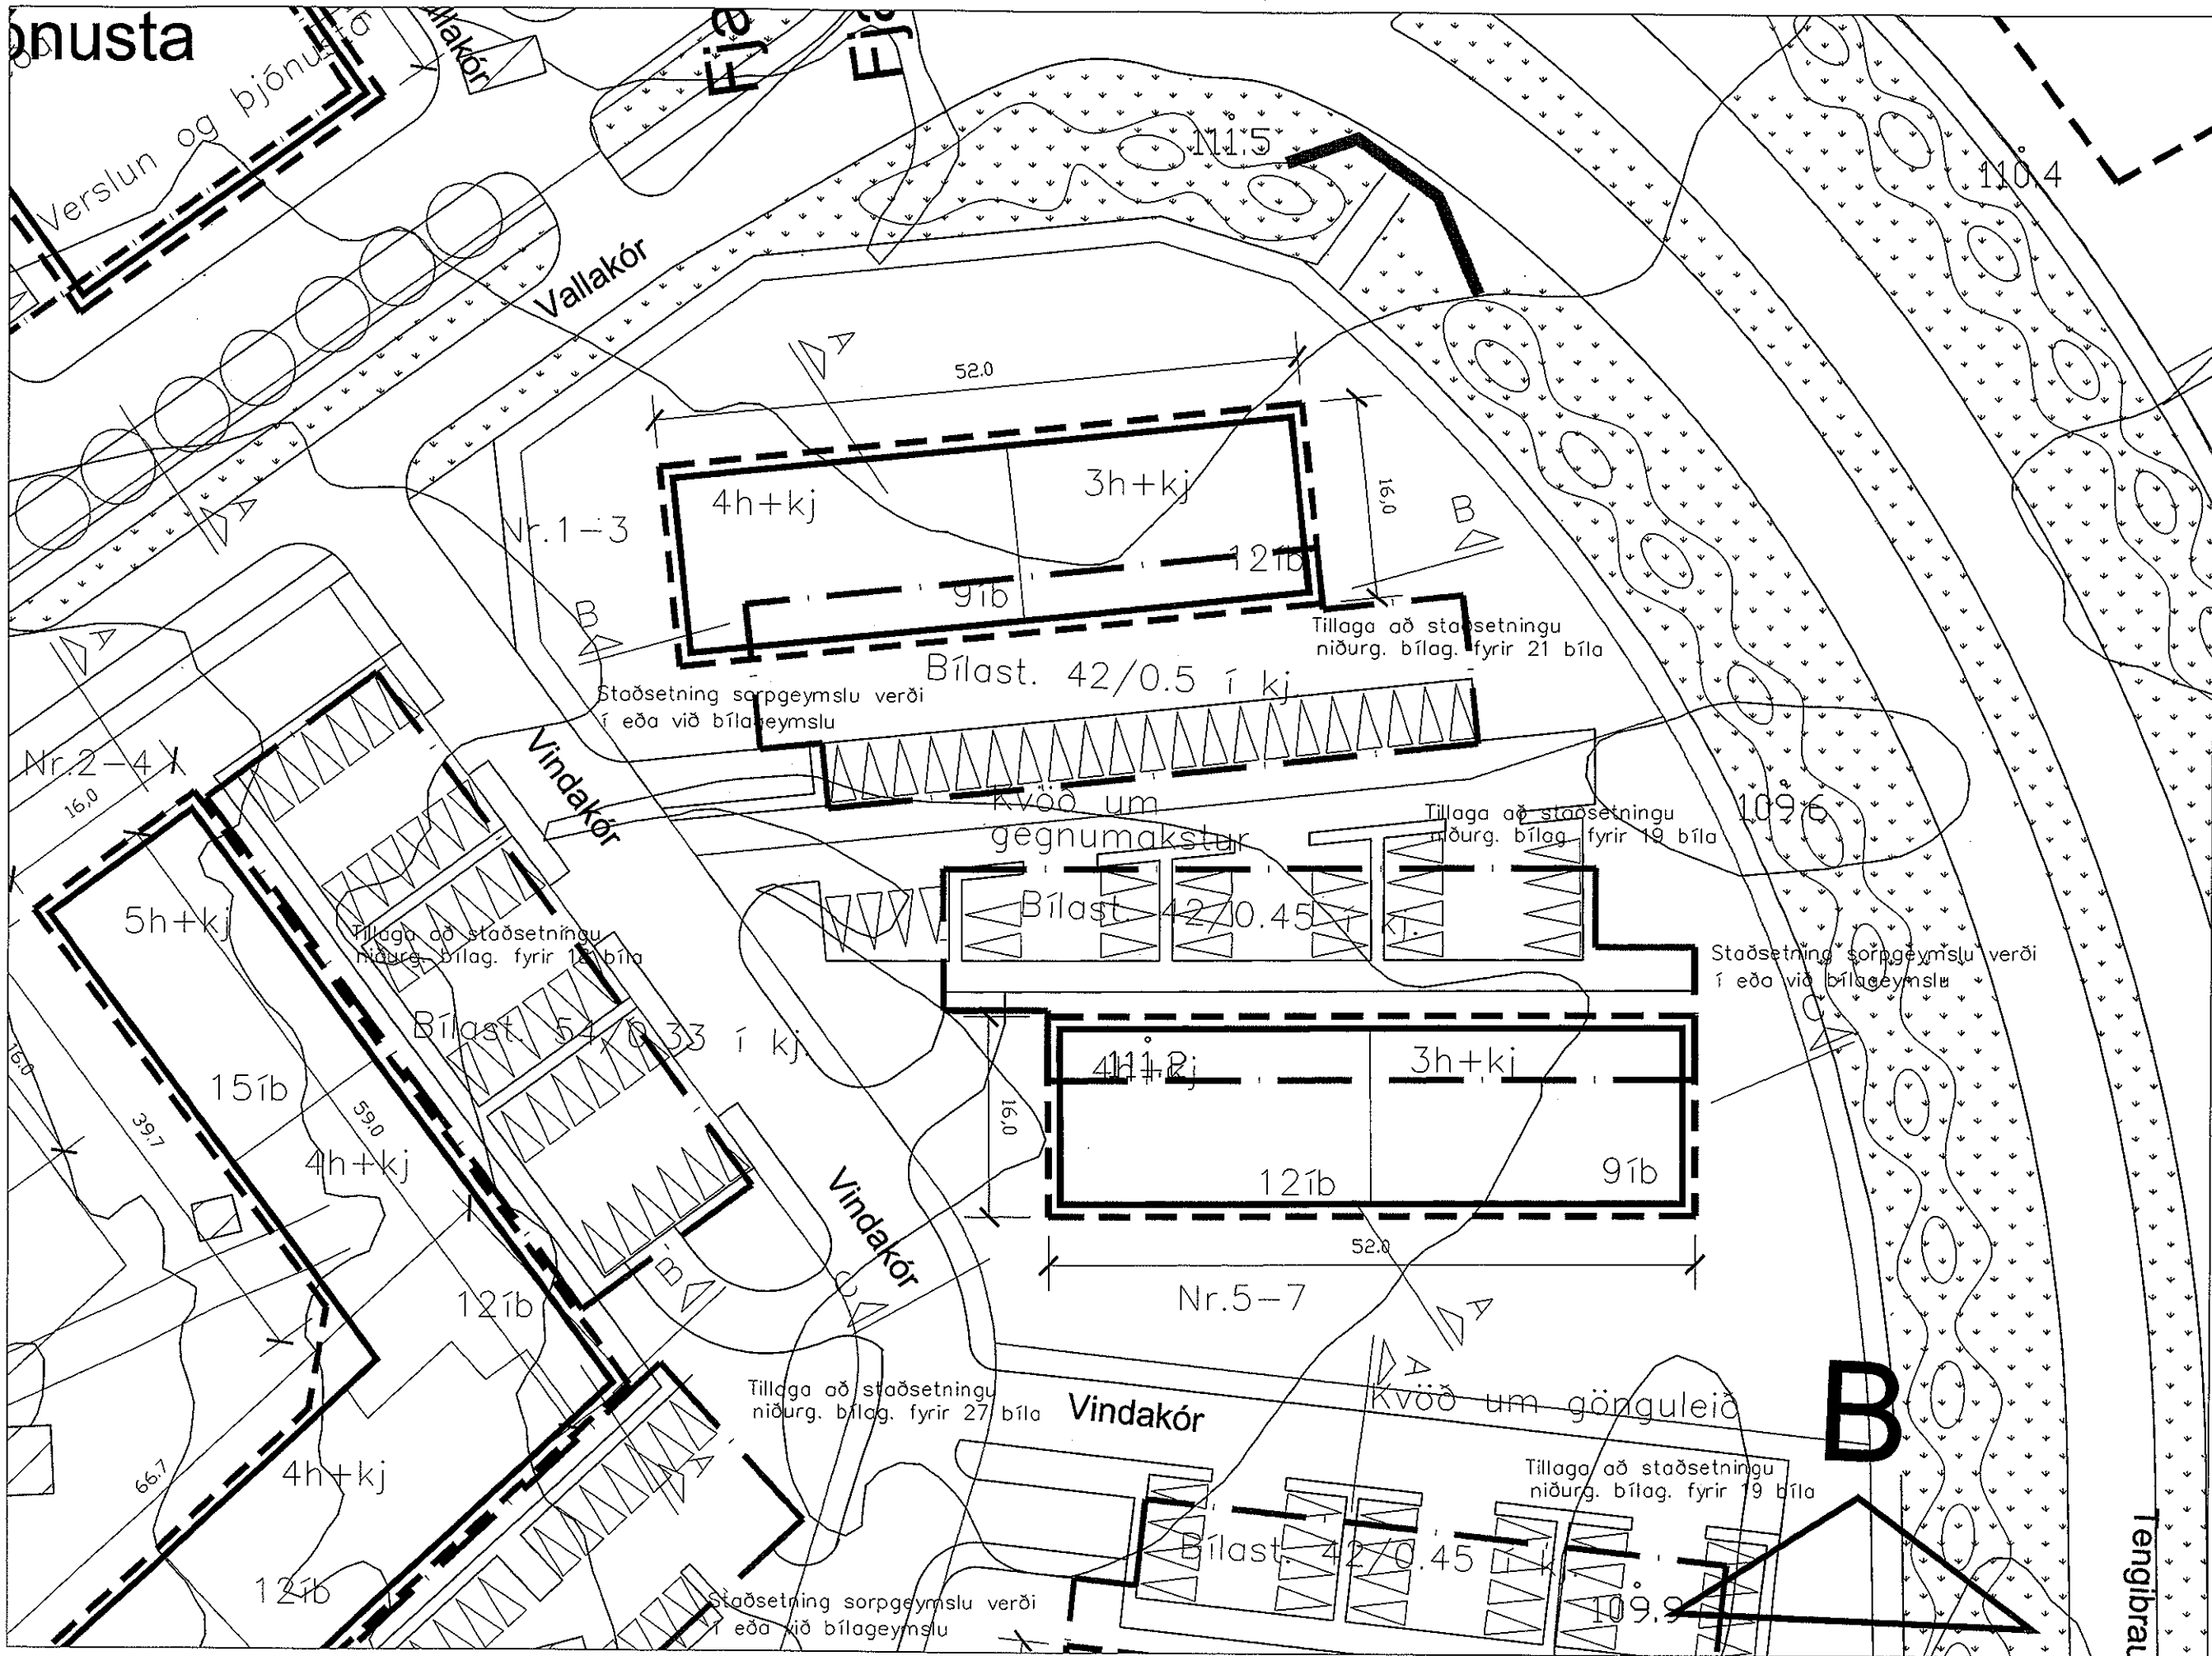 Verslun og þjónusta
Vallakór
111.5
110.4
52.0
A
A
4h+kj
3h+kj
16,0
B
Nr.1-3
9íb
12íb
B
Tillaga að staðsetningu
niðurg. bílag. fyrir 21 bíla
Bílast. 42/0.5 í kj
Staðsetning sorpgeymslu verði
í eða við bílageymslu
A
Nr.2-4
16,0
Vindakór
Kvöð um
gegnumakstur
Tillaga að staðsetningu
niðurg. bílag. fyrir 19 bíla
109.6
5h+kj
Tillaga að staðsetningu
niðurg. bílag. fyrir 18 bíla
Bílast. 42/0.45 í kj.
Staðsetning sorpgeymslu verði
í eða við bílageymslu
Bílast. 54/0.33 í kj.
C
16.0
15íb
39.7
59.0
4h+kj
111.2
4h+kj
3h+kj
16,0
12íb
9íb
4h+kj
Vindakór
52.0
12íb
B
C
Nr.5-7
A
A
Tillaga að staðsetningu
niðurg. bílag. fyrir 27 bíla
Vindakór
Kvöð um gönguleið
B
66.7
4h+kj
A
Tillaga að staðsetningu
niðurg. bílag. fyrir 19 bíla
Bílast. 42/0.45 í k
109.9
12íb
Staðsetning sorpgeymslu verði
í eða við bílageymslu